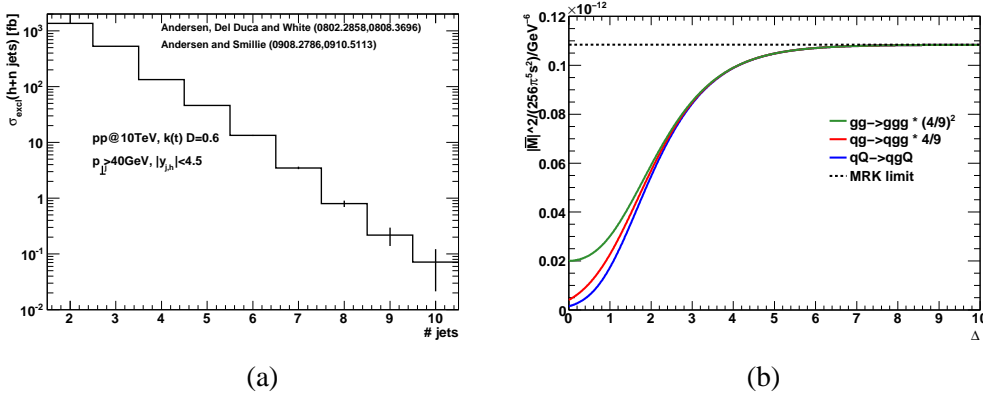 σexcl(h+n jets) [fb]
10³
10²
10
1
10⁻¹
10⁻²
Andersen, Del Duca and White (0802.2858,0808.3696)
Andersen and Smillie (0908.2786,0910.5113)
pp@10TeV, k(t) D=0.6
p⊥j>40GeV, |yj,h|<4.5
2 3 4 5 6 7 8 9 10
# jets
(a)
|M̅|^2/(256π⁵s²)/GeV⁻⁶
×10⁻¹²
0.12
0.1
0.08
0.06
0.04
0.02
0
gg->ggg * (4/9)²
qg->qgg * 4/9
qQ->qgQ
MRK limit
0 1 2 3 4 5 6 7 8 9 10
Δ
(b)